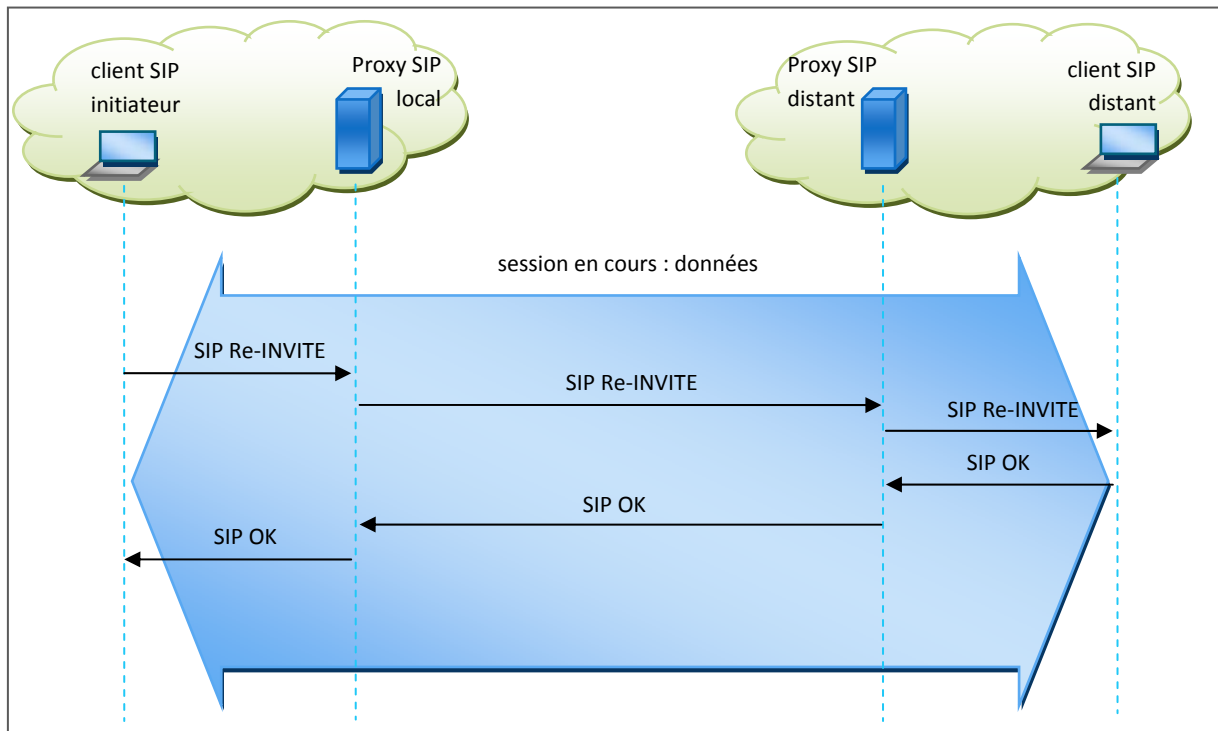 client SIP
initiateur
Proxy SIP
local
Proxy SIP
distant
client SIP
distant
session en cours : données
SIP Re-INVITE
SIP Re-INVITE
SIP Re-INVITE
SIP OK
SIP OK
SIP OK